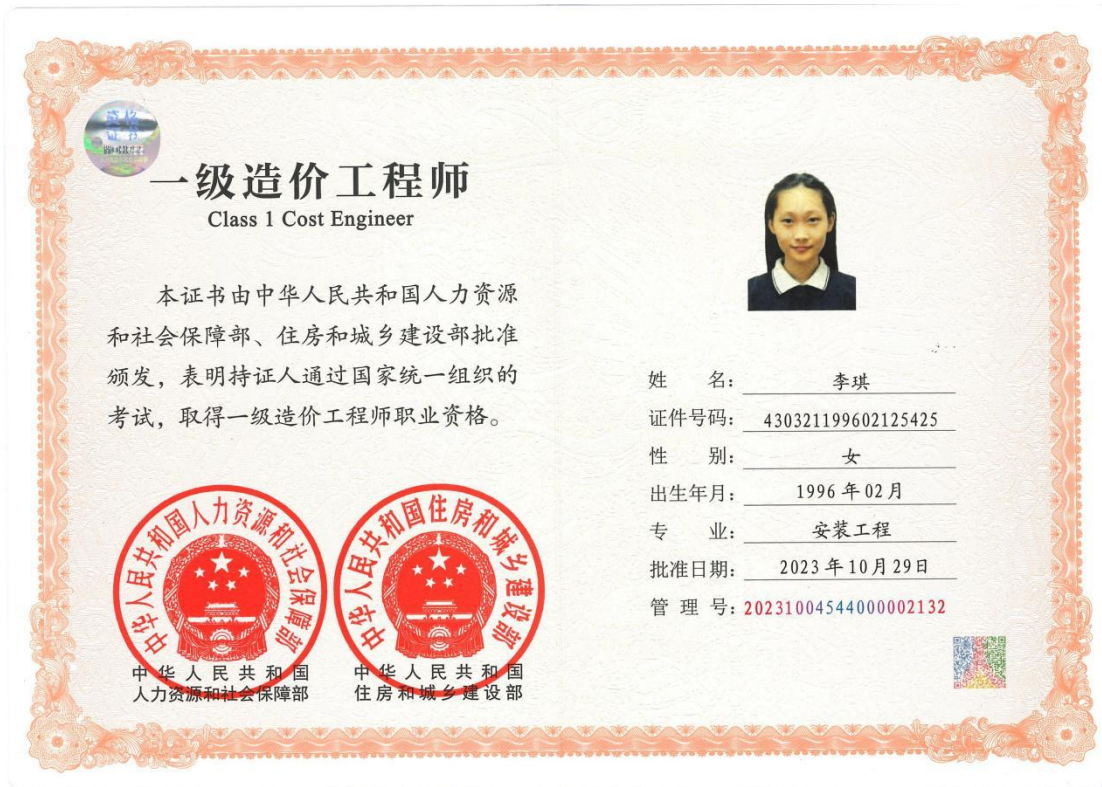 资格
证书
一级造价工程师
Class 1 Cost Engineer
本证书由中华人民共和国人力资源
和社会保障部、住房和城乡建设部批准
颁发，表明持证人通过国家统一组织的
考试，取得一级造价工程师职业资格。
中华人民共和国人力资源和社会保障部
中华人民共和国住房和城乡建设部
中华人民共和国
人力资源和社会保障部
中华人民共和国
住房和城乡建设部
姓 名：李琪
证件号码：430321199602125425
性 别：女
出生年月：1996年02月
专 业：安装工程
批准日期：2023年10月29日
管 理 号：20231004544000002132